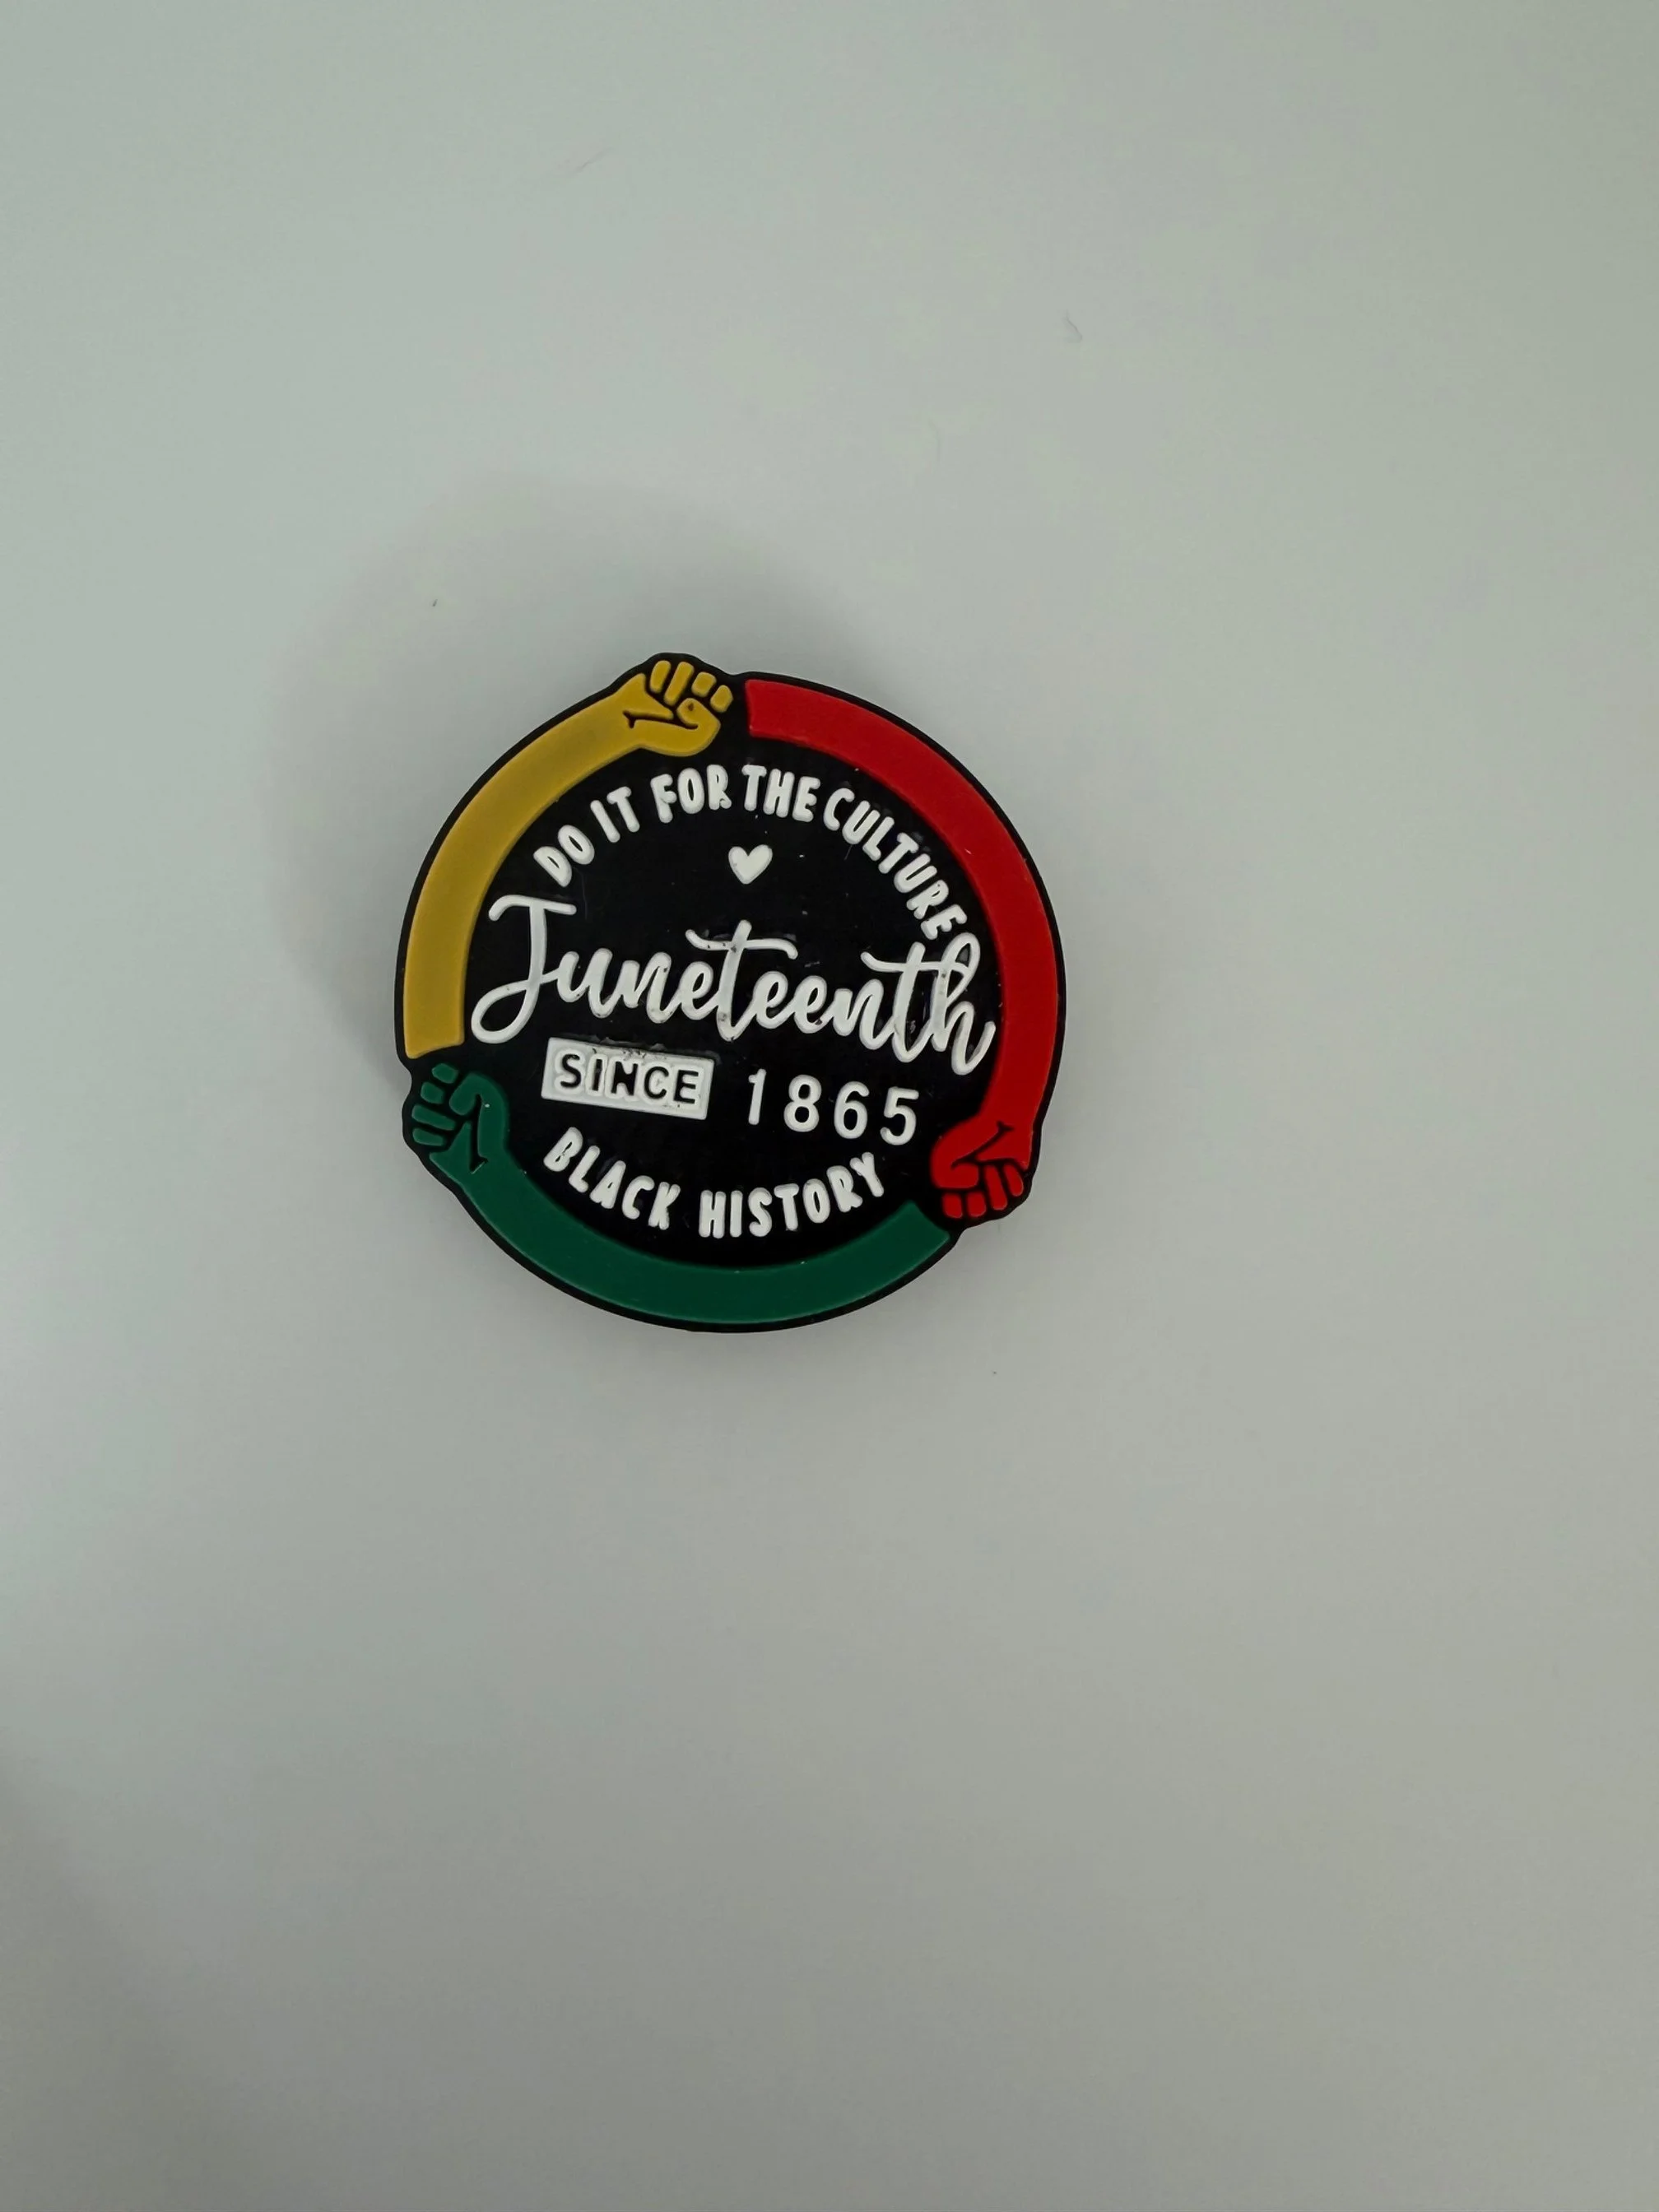 DO IT FOR THE CULTURE
Juneteenth
SINCE 1865
BLACK HISTORY